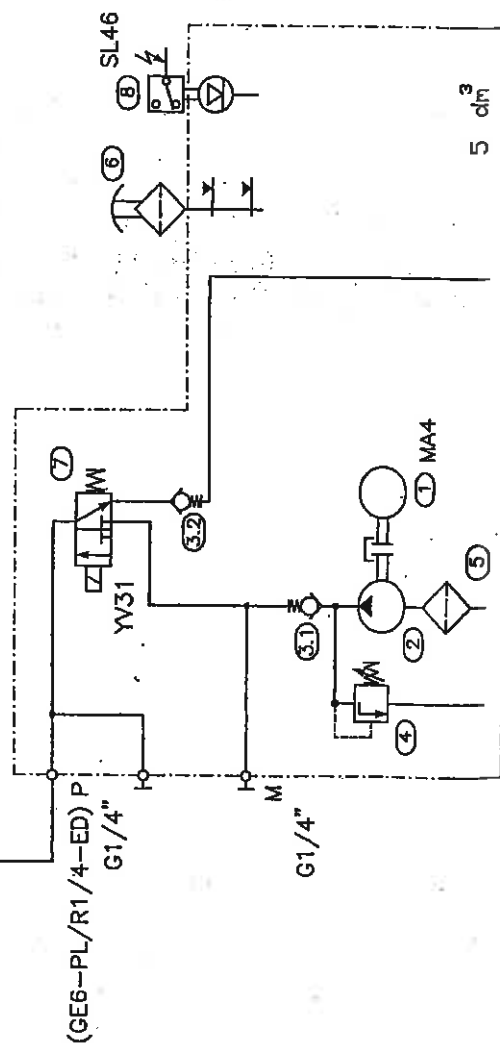 SL46
8
6
5 dm³
7
YV31
3.2
MA4
1
3.1
2
5
4
(GE6-PL/R1/4-ED) P
G1/4"
M
G1/4"